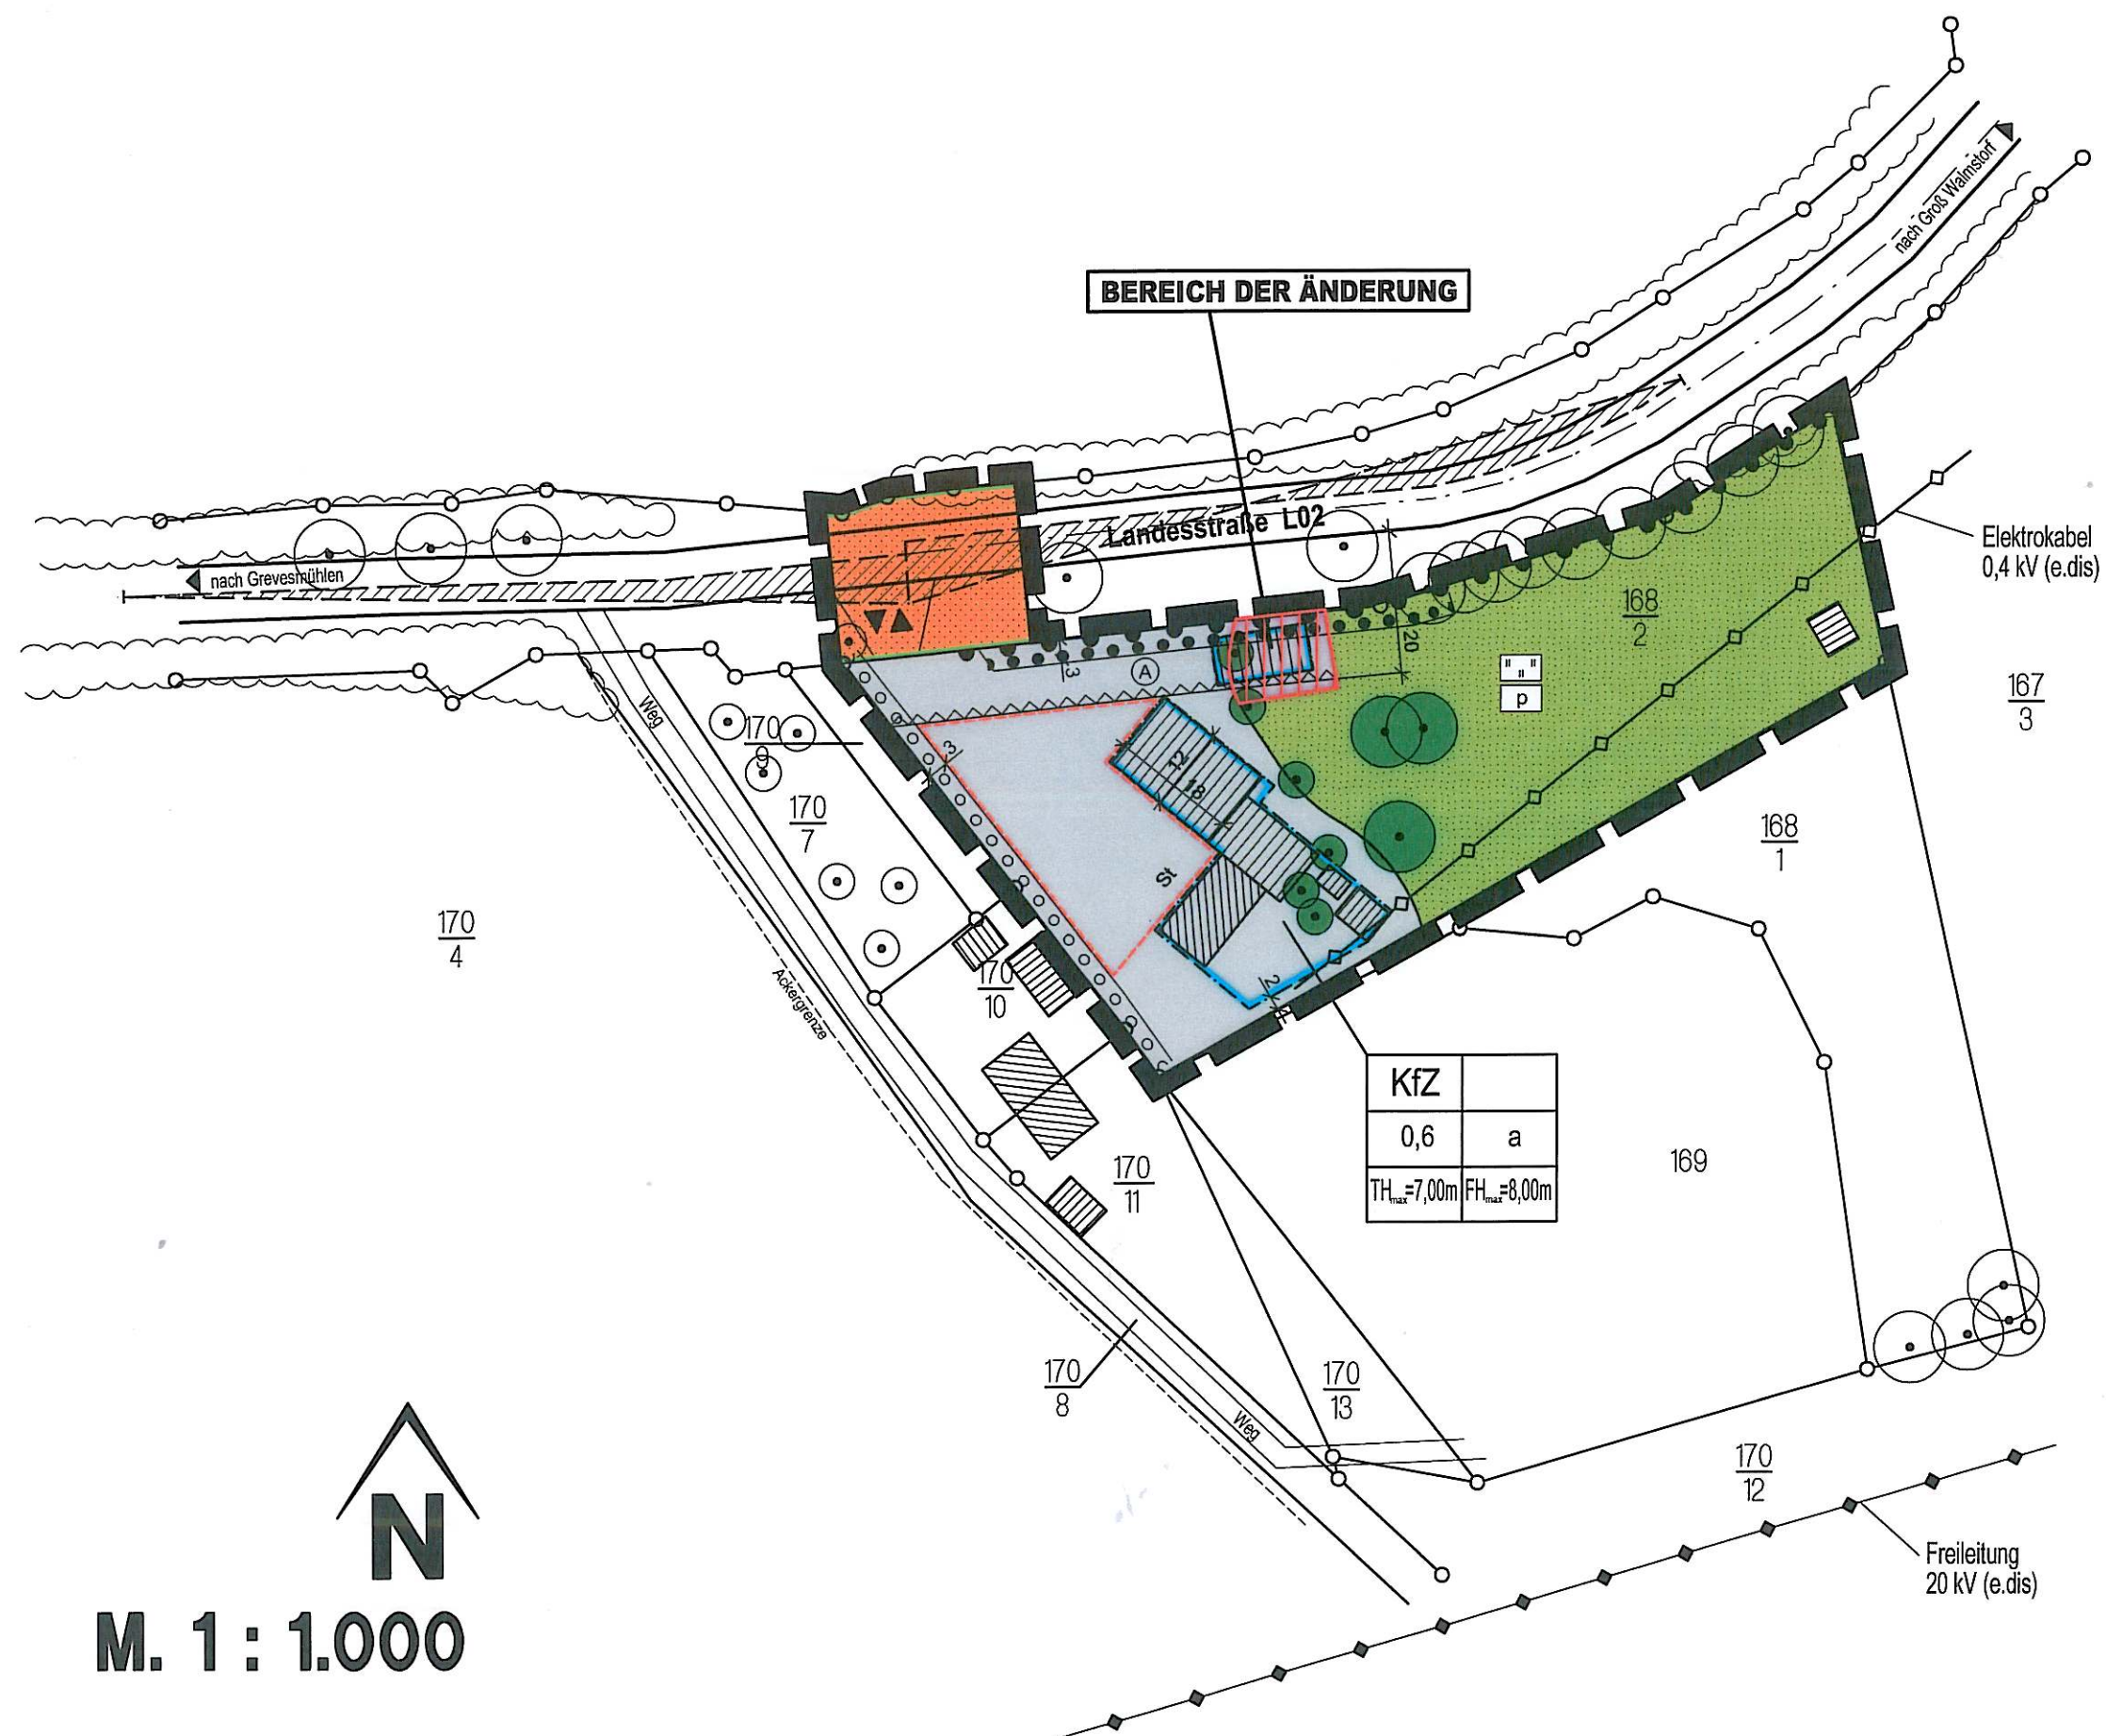 nach Groß Walmstorf
BEREICH DER ÄNDERUNG
Landesstraße L02
Elektrokabel
0,4 kV (e.dis)
nach Grevesmühlen
168
2
20
3
A
p
167
3
Weg
170
9
3
12
18
170
7
168
1
St
170
4
170
10
2
Ackergrenze
KfZ
0,6
a
THmax=7,00m
FHmax=8,00m
169
170
11
170
8
170
13
Weg
170
12
N
Freileitung
20 kV (e.dis)
M. 1 : 1.000